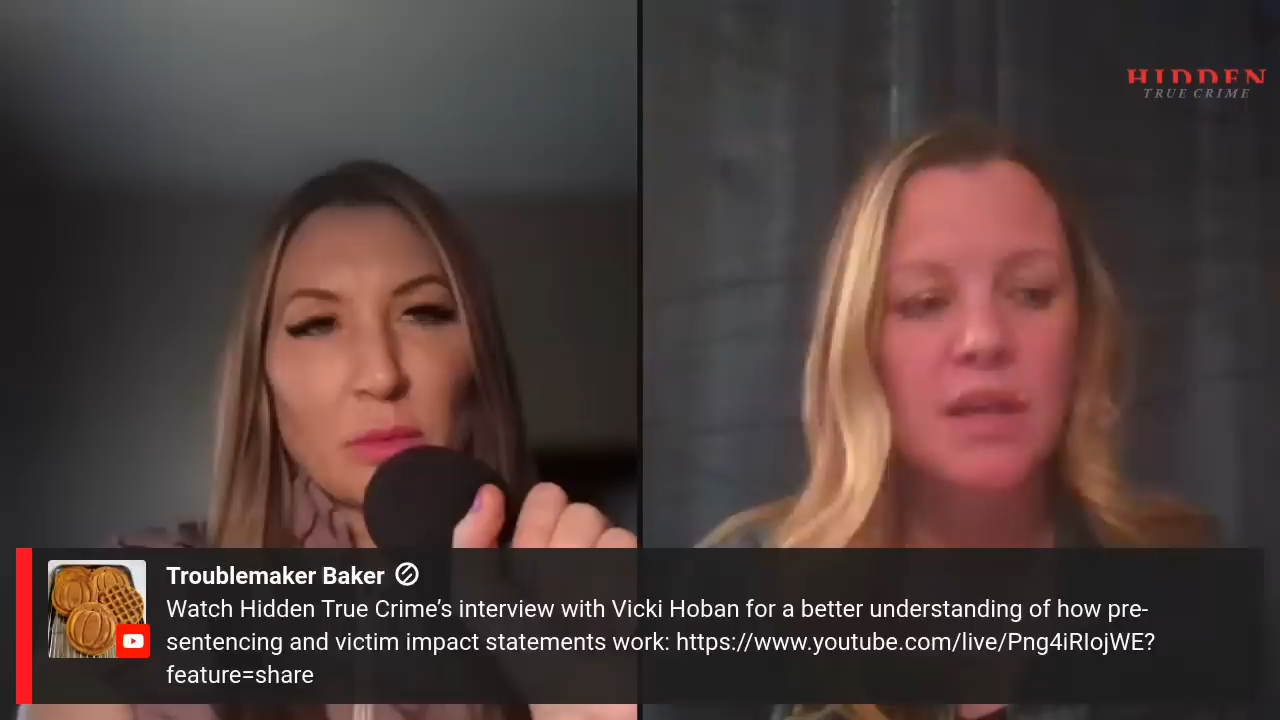 HIDDEN
TRUE CRIME
Troublemaker Baker
Watch Hidden True Crime’s interview with Vicki Hoban for a better understanding of how pre-
sentencing and victim impact statements work: https://www.youtube.com/live/Png4iRIojWE?
feature=share